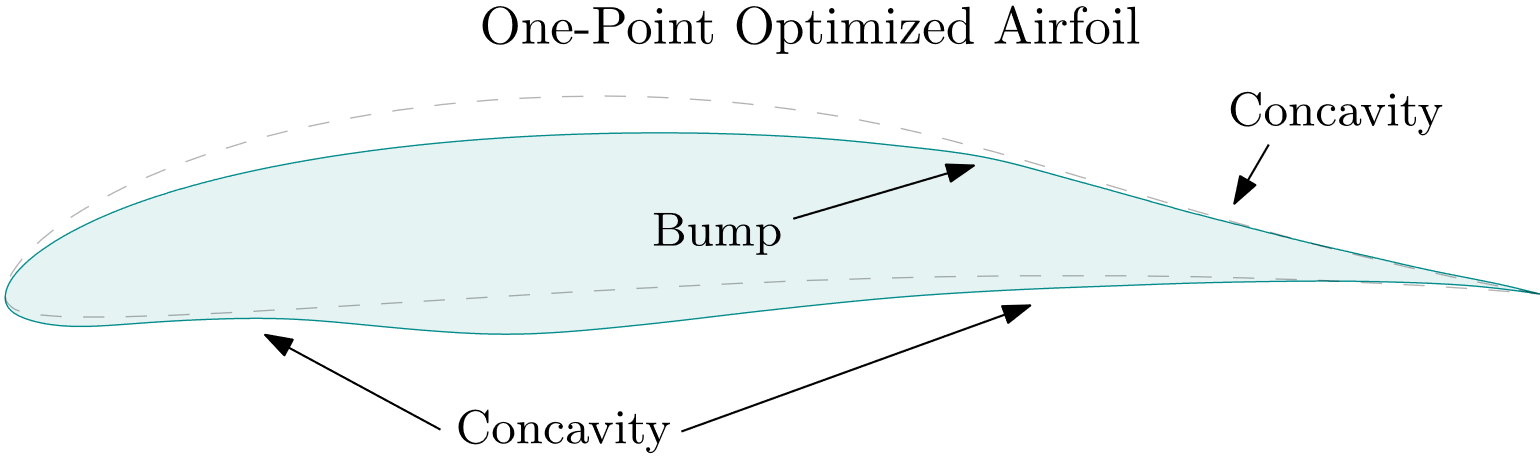 One-Point Optimized Airfoil
Concavity
Bump
Concavity